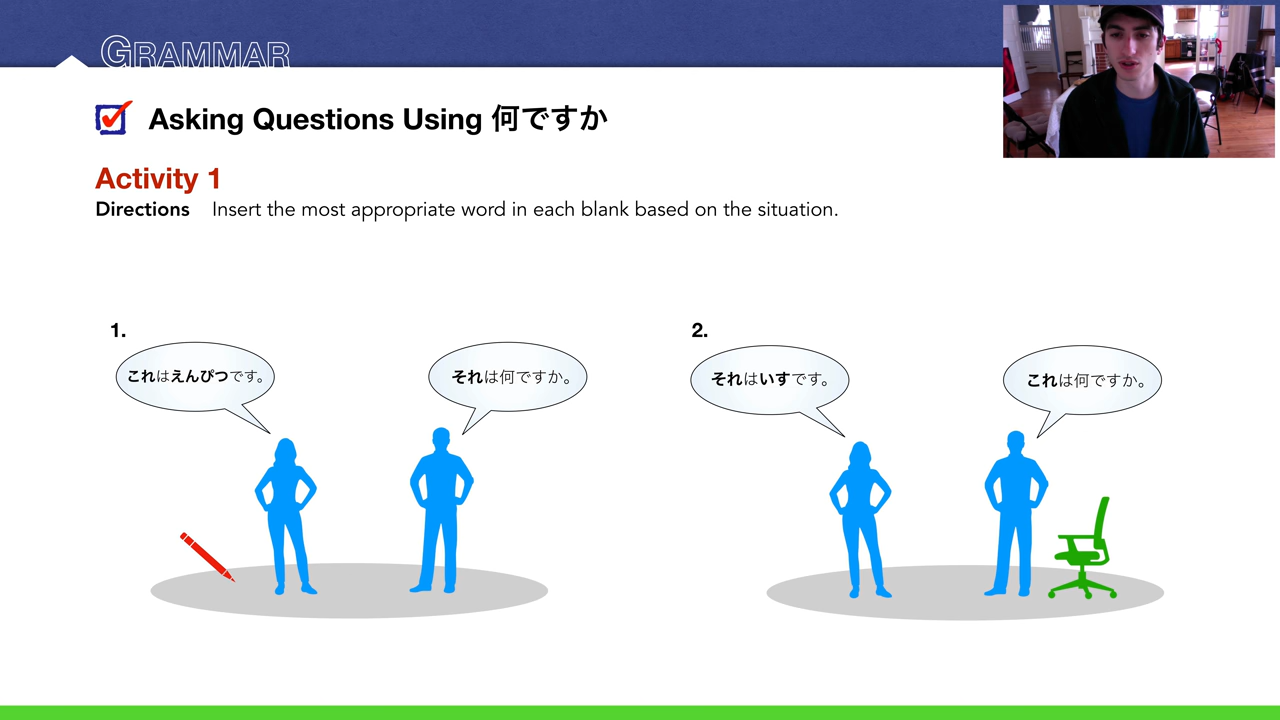 GRAMMAR
Asking Questions Using 何ですか
Activity 1
Directions Insert the most appropriate word in each blank based on the situation.
1.
これはえんぴつです。
それは何ですか。
2.
それはいすです。
これは何ですか。